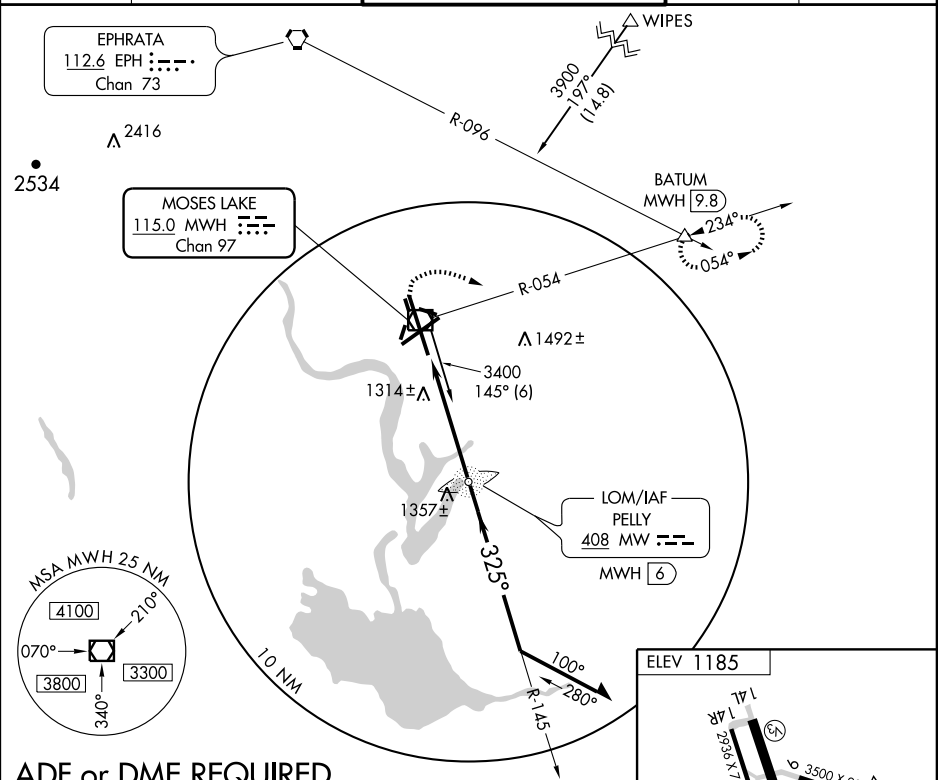 EPHRATA
112.6 EPH
Chan 73
WIPES
3900
197°
(14.8)
R-096
2416
2534
MOSES LAKE
115.0 MWH
Chan 97
BATUM
MWH 9.8
234°
054°
R-054
1492±
3400
145° (6)
1314±
1357±
LOM/IAF
PELLY
408 MW
MWH 6
325°
MSA MWH 25 NM
4100
210°
070°
3800
3300
340°
10 NM
100°
280°
R-145
ELEV 1185
14L
14R
V3
2936 X 7
9
3500 X
ADF or DME REQUIRED